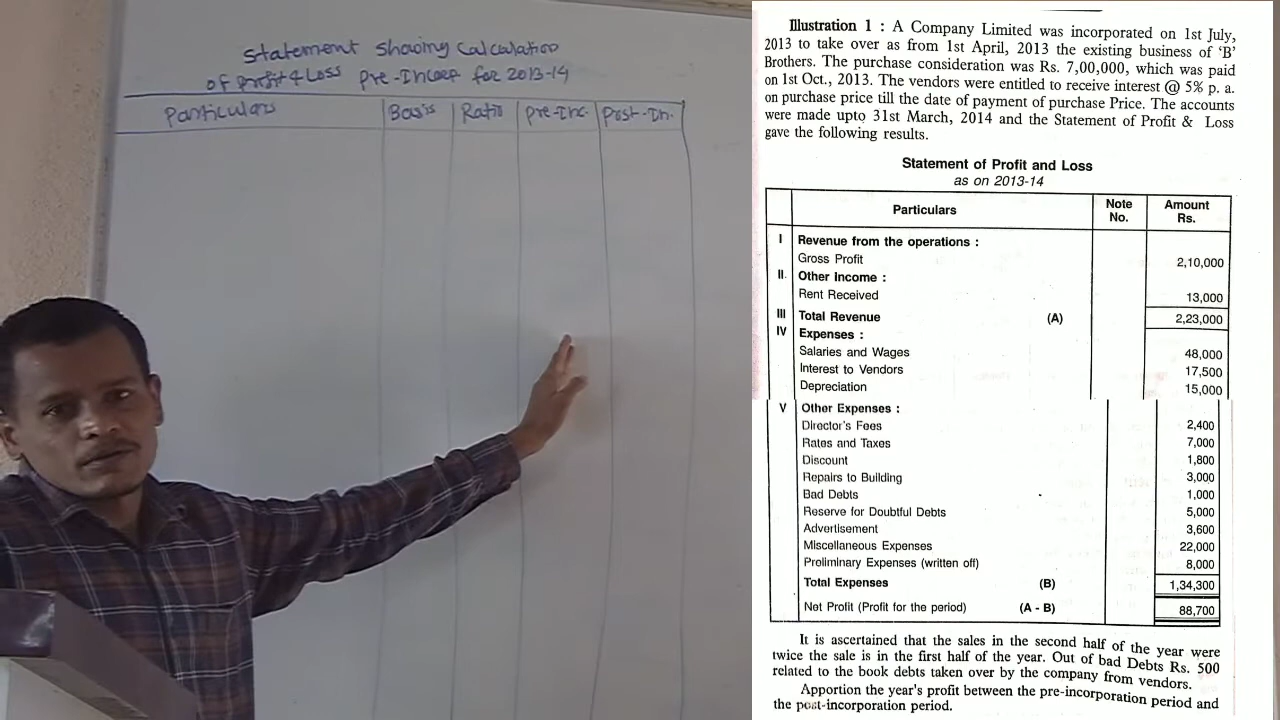 Statement Showing Calculation
of Profit & Loss Pre-Incorp for 2013-14
Particulars Basis Ratio Pre-Inc. Post-In.
Illustration 1 : A Company Limited was incorporated on 1st July,
2013 to take over as from 1st April, 2013 the existing business of ‘B’
Brothers. The purchase consideration was Rs. 7,00,000, which was paid
on 1st Oct., 2013. The vendors were entitled to receive interest @ 5% p. a.
on purchase price till the date of payment of purchase Price. The accounts
were made upto 31st March, 2014 and the Statement of Profit & Loss
gave the following results.
Statement of Profit and Loss
as on 2013-14
Particulars Note No. Amount Rs.
I Revenue from the operations :
Gross Profit 2,10,000
II. Other Income :
Rent Received 13,000
III Total Revenue (A) 2,23,000
IV Expenses :
Salaries and Wages 48,000
Interest to Vendors 17,500
Depreciation 15,000
V Other Expenses :
Director's Fees 2,400
Rates and Taxes 7,000
Discount 1,800
Repairs to Building 3,000
Bad Debts 1,000
Reserve for Doubtful Debts 5,000
Advertisement 3,600
Miscellaneous Expenses 22,000
Preliminary Expenses (written off) 8,000
Total Expenses (B) 1,34,300
Net Profit (Profit for the period) (A - B) 88,700
It is ascertained that the sales in the second half of the year were
twice the sale is in the first half of the year. Out of bad Debts Rs. 500
related to the book debts taken over by the company from vendors.
Apportion the year's profit between the pre-incorporation period and
the post-incorporation period.